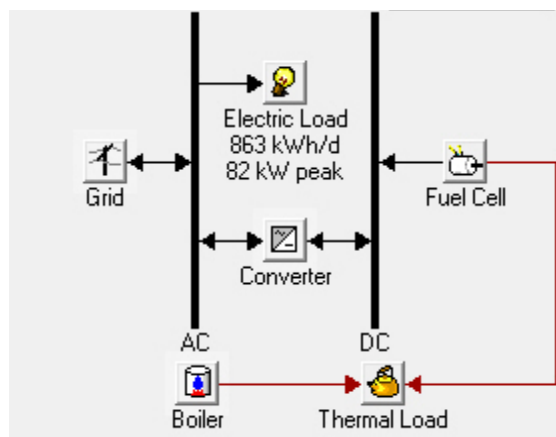 Electric Load
863 kWh/d
82 kW peak
Grid
Fuel Cell
Converter
AC
DC
Boiler
Thermal Load